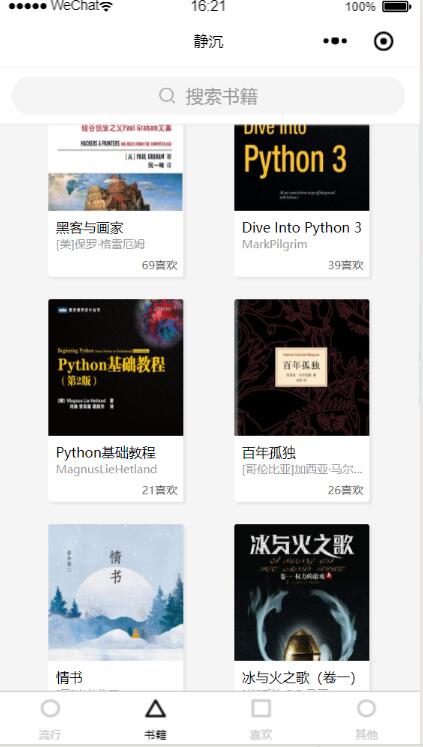 WeChat
16:21
100%
静沉
搜索书籍
硅谷创业之父Paul Graham文集
HACKERS & PAINTERS
[美] PAUL GRAHAM 著
阮一峰 译
黑客与画家
[美]保罗·格雷厄姆
69喜欢
Dive Into
Python 3
Dive Into Python 3
MarkPilgrim
39喜欢
Beginning Python
Python基础教程
(第2版)
[挪] Magnus Lie Hetland 著
Python基础教程
MagnusLieHetland
21喜欢
百年孤独
百年孤独
[哥伦比亚]加西亚·马尔...
26喜欢
情书
情书
冰与火之歌
A SONG OF
ICE AND FIRE
卷一 权力的游戏
冰与火之歌（卷一）
流行
书籍
喜欢
其他